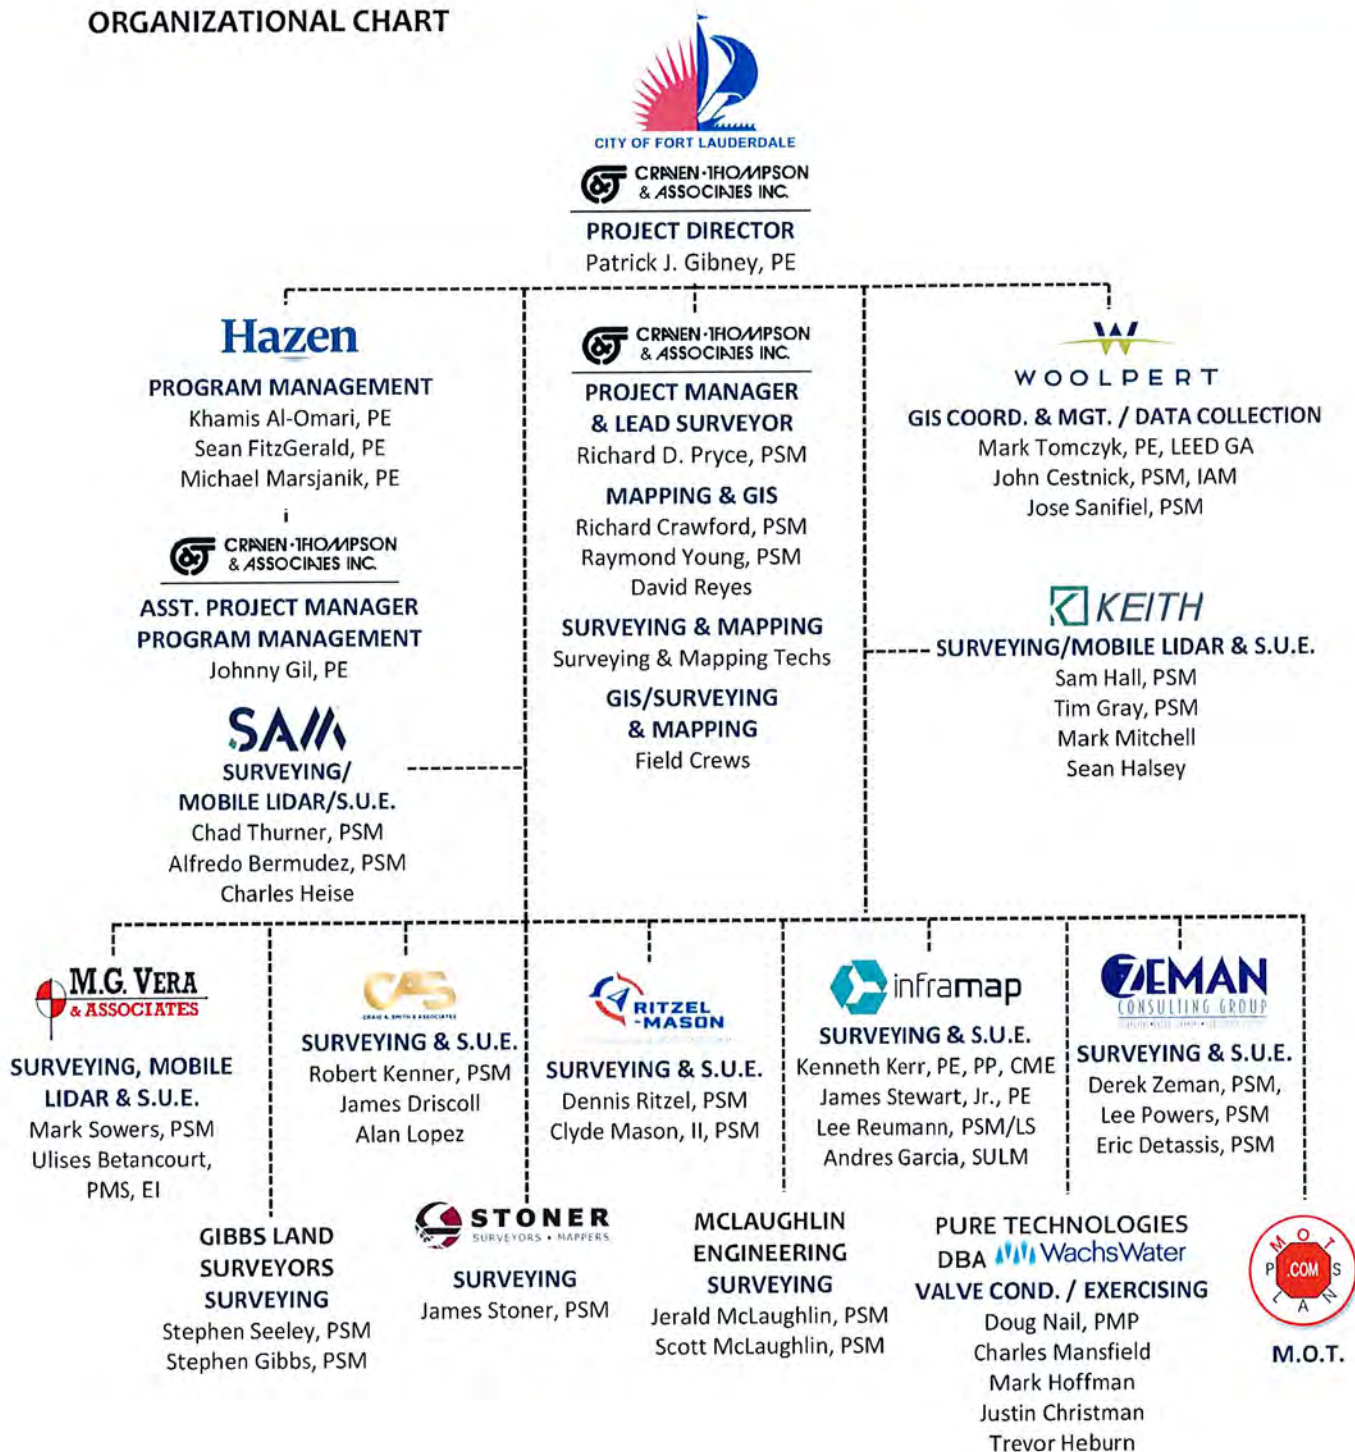 ORGANIZATIONAL CHART
CITY OF FORT LAUDERDALE
CRAVEN·THOMPSON
& ASSOCIATES INC.
PROJECT DIRECTOR
Patrick J. Gibney, PE
Hazen
PROGRAM MANAGEMENT
Khamis Al-Omari, PE
Sean FitzGerald, PE
Michael Marsjanik, PE
CRAVEN·THOMPSON
& ASSOCIATES INC.
ASST. PROJECT MANAGER
PROGRAM MANAGEMENT
Johnny Gil, PE
SAM
SURVEYING/
MOBILE LIDAR/S.U.E.
Chad Thurner, PSM
Alfredo Bermudez, PSM
Charles Heise
CRAVEN·THOMPSON
& ASSOCIATES INC.
PROJECT MANAGER
& LEAD SURVEYOR
Richard D. Pryce, PSM
MAPPING & GIS
Richard Crawford, PSM
Raymond Young, PSM
David Reyes
SURVEYING & MAPPING
Surveying & Mapping Techs
GIS/SURVEYING
& MAPPING
Field Crews
WOOLPERT
GIS COORD. & MGT. / DATA COLLECTION
Mark Tomczyk, PE, LEED GA
John Cestnick, PSM, IAM
Jose Sanifiel, PSM
KEITH
SURVEYING/MOBILE LIDAR & S.U.E.
Sam Hall, PSM
Tim Gray, PSM
Mark Mitchell
Sean Halsey
M.G. VERA
& ASSOCIATES
SURVEYING, MOBILE
LIDAR & S.U.E.
Mark Sowers, PSM
Ulises Betancourt,
PMS, EI
CAS
CRAIG A. SMITH & ASSOCIATES
SURVEYING & S.U.E.
Robert Kenner, PSM
James Driscoll
Alan Lopez
RITZEL
-MASON
SURVEYING & S.U.E.
Dennis Ritzel, PSM
Clyde Mason, II, PSM
inframap
SURVEYING & S.U.E.
Kenneth Kerr, PE, PP, CME
James Stewart, Jr., PE
Lee Reumann, PSM/LS
Andres Garcia, SULM
ZEMAN
CONSULTING GROUP
SURVEYING & S.U.E.
Derek Zeman, PSM,
Lee Powers, PSM
Eric Detassis, PSM
GIBBS LAND
SURVEYORS
SURVEYING
Stephen Seeley, PSM
Stephen Gibbs, PSM
STONER
SURVEYORS • MAPPERS
SURVEYING
James Stoner, PSM
MCLAUGHLIN
ENGINEERING
SURVEYING
Jerald McLaughlin, PSM
Scott McLaughlin, PSM
PURE TECHNOLOGIES
DBA WachsWater
VALVE COND. / EXERCISING
Doug Nail, PMP
Charles Mansfield
Mark Hoffman
Justin Christman
Trevor Heburn
MOT
PLANS
.COM
M.O.T.